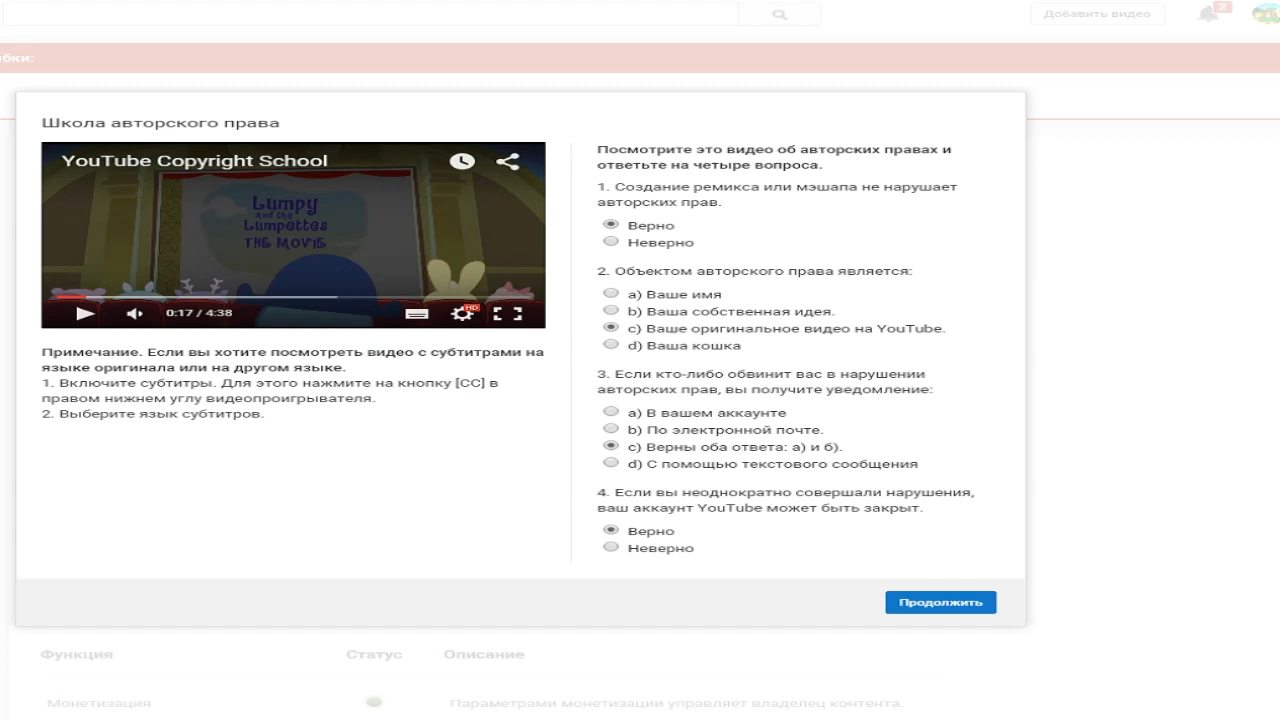 Добавить видео
2
бки:
Школа авторского права
YouTube Copyright School
Lumpy
and the
Lumpettes
THE MOVIE
0:17 / 4:38
HD
Примечание. Если вы хотите посмотреть видео с субтитрами на
языке оригинала или на другом языке.
1. Включите субтитры. Для этого нажмите на кнопку [CC] в
правом нижнем углу видеопроигрывателя.
2. Выберите язык субтитров.
Посмотрите это видео об авторских правах и
ответьте на четыре вопроса.
1. Создание ремикса или мэшапа не нарушает
авторских прав.
Верно
Неверно
2. Объектом авторского права является:
a) Ваше имя
b) Ваша собственная идея.
c) Ваше оригинальное видео на YouTube.
d) Ваша кошка
3. Если кто-либо обвинит вас в нарушении
авторских прав, вы получите уведомление:
a) В вашем аккаунте
b) По электронной почте.
c) Верны оба ответа: а) и б).
d) С помощью текстового сообщения
4. Если вы неоднократно совершали нарушения,
ваш аккаунт YouTube может быть закрыт.
Верно
Неверно
Продолжить
Функция Статус Описание
Монетизация Параметрами монетизации управляет владелец контента.